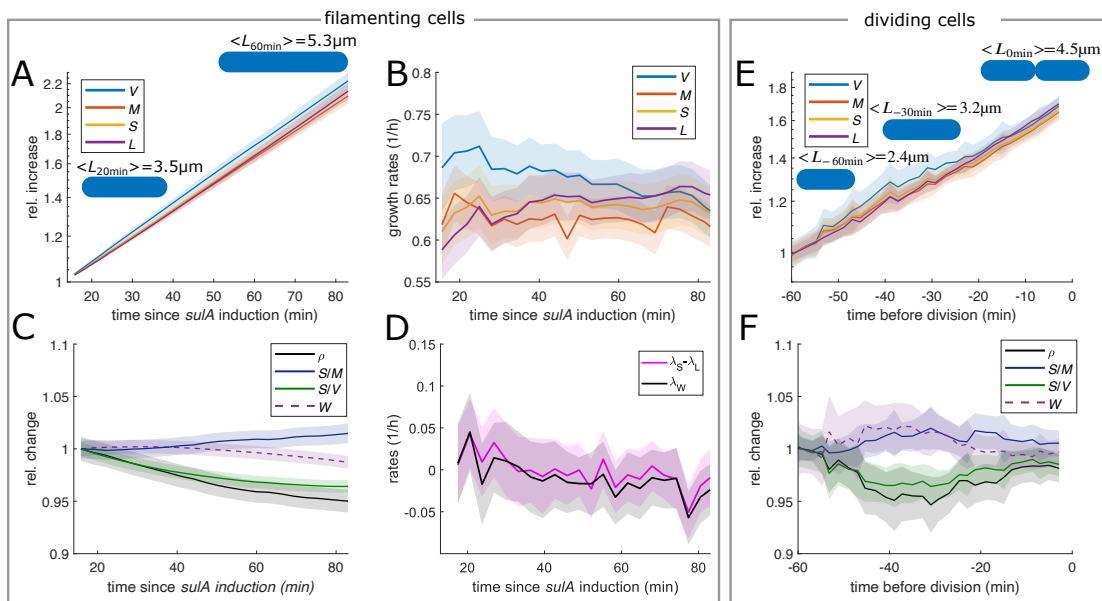 filamenting cells
dividing cells
A
<L60min>=5.3μm
<L20min>=3.5μm
V
M
S
L
rel. increase
2.2
2
1.8
1.6
1.4
1.2
1
20 30 40 50 60 70 80
time since sulA induction (min)
B
V
M
S
L
growth rates (1/h)
0.8
0.75
0.7
0.65
0.6
0.55
20 30 40 50 60 70 80
time since sulA induction (min)
E
<L0min>=4.5μm
<L−30min>=3.2μm
<L−60min>=2.4μm
V
M
S
L
rel. increase
1.8
1.6
1.4
1.2
1
-60 -50 -40 -30 -20 -10 0
time before division (min)
C
ρ
S/M
S/V
W
rel. change
1.1
1.05
1
0.95
0.9
20 40 60 80
time since sulA induction (min)
D
λS-λL
λW
rates (1/h)
0.15
0.1
0.05
0
-0.05
20 30 40 50 60 70 80
time since sulA induction (min)
F
ρ
S/M
S/V
W
rel. change
1.1
1.05
1
0.95
0.9
-60 -40 -20 0
time before division (min)